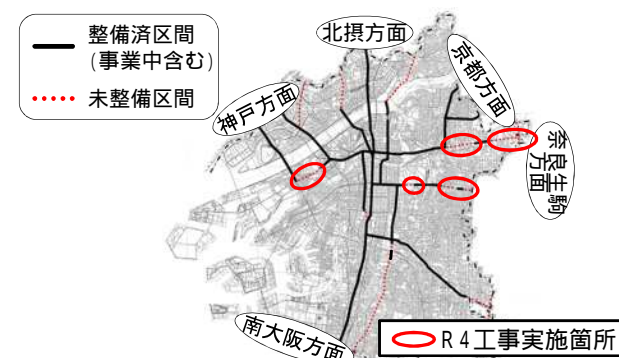 整備済区間
(事業中含む)
未整備区間
北摂方面
京都方面
神戸方面
奈良生駒
方面
南大阪方面
R4工事実施箇所